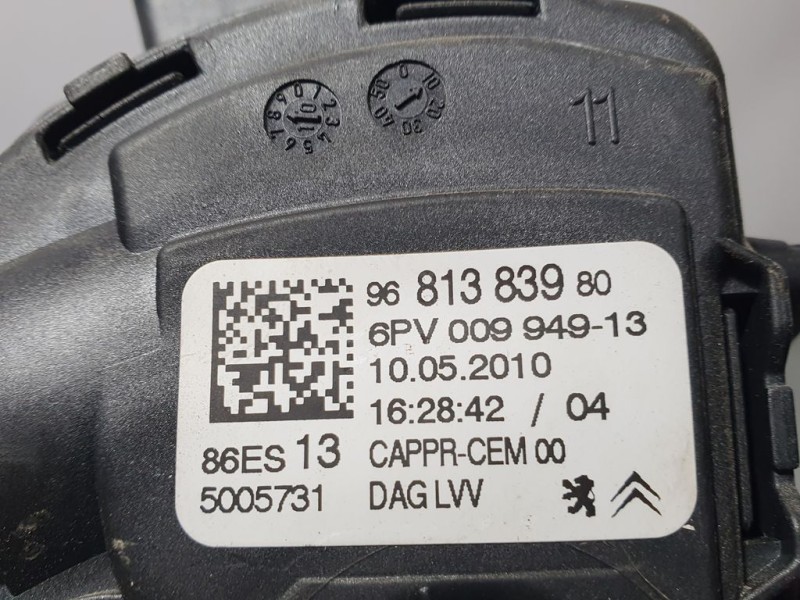 11
96 813 839 80
6PV 009 949-13
10.05.2010
16:28:42 / 04
86ES 13 CAPPR-CEM 00
5005731 DAG LVV